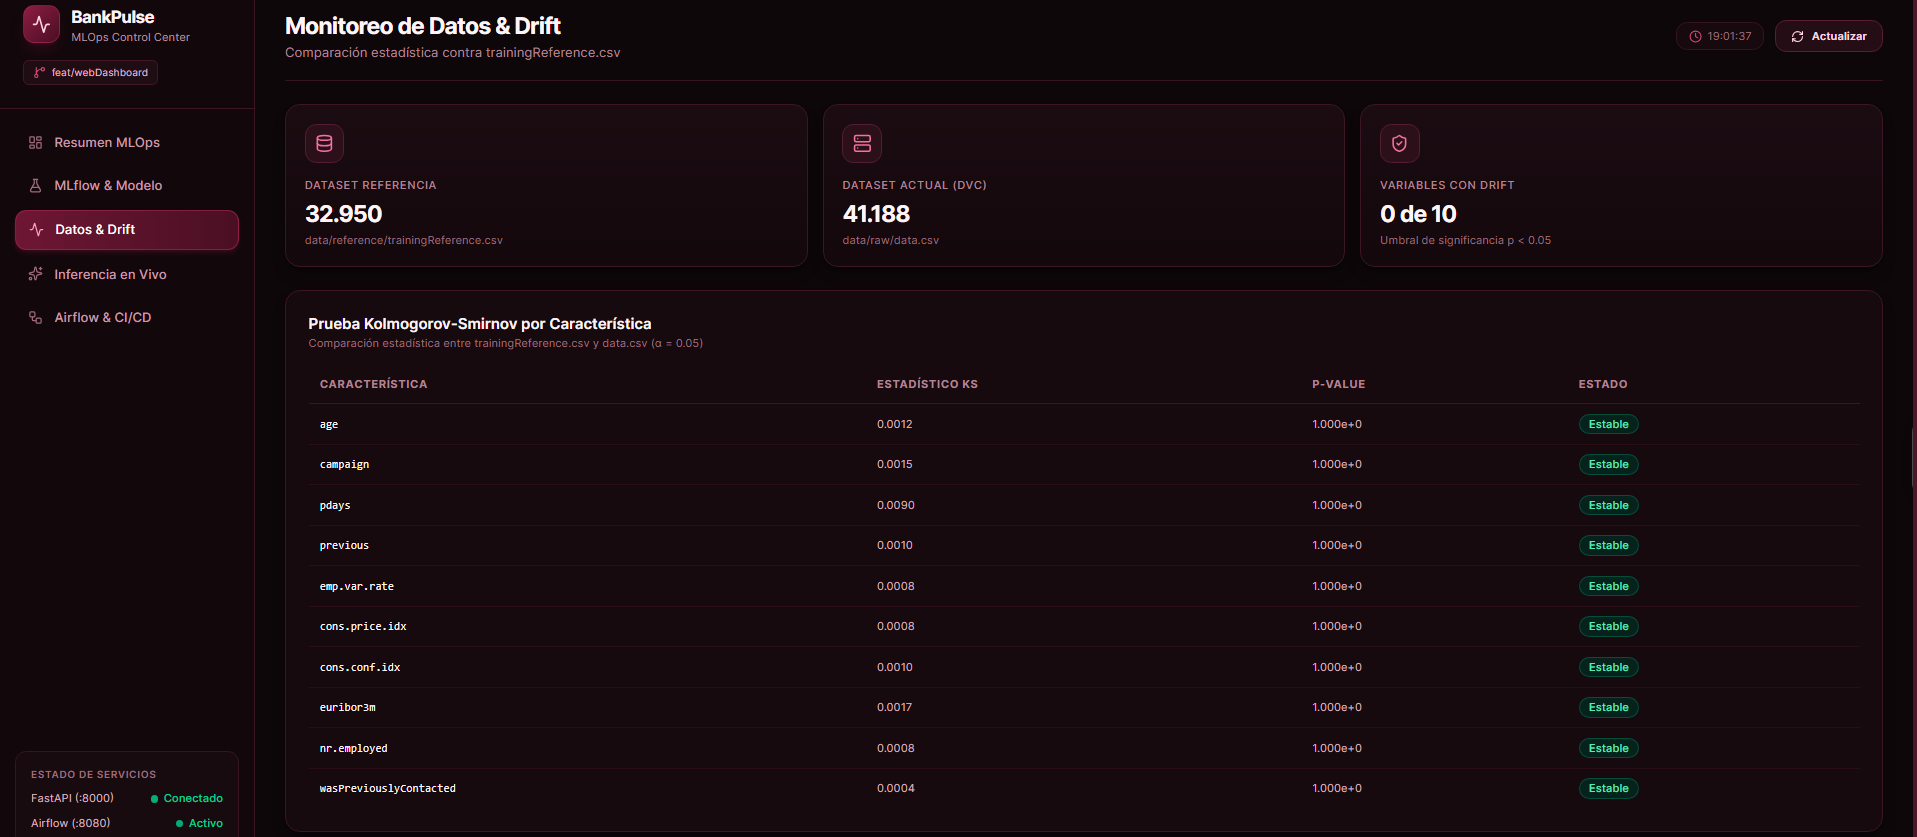 BankPulse
MLOps Control Center
feat/webDashboard
Resumen MLOps
MLflow & Modelo
Datos & Drift
Inferencia en Vivo
Airflow & CI/CD
ESTADO DE SERVICIOS
FastAPI (:8000) Conectado
Airflow (:8080) Activo
Monitoreo de Datos & Drift
Comparación estadística contra trainingReference.csv
19:01:37
Actualizar
DATASET REFERENCIA
32.950
data/reference/trainingReference.csv
DATASET ACTUAL (DVC)
41.188
data/raw/data.csv
VARIABLES CON DRIFT
0 de 10
Umbral de significancia p < 0.05
Prueba Kolmogorov-Smirnov por Característica
Comparación estadística entre trainingReference.csv y data.csv (α = 0.05)
CARACTERÍSTICA ESTADÍSTICO KS P-VALUE ESTADO
age 0.0012 1.000e+0 Estable
campaign 0.0015 1.000e+0 Estable
pdays 0.0090 1.000e+0 Estable
previous 0.0010 1.000e+0 Estable
emp.var.rate 0.0008 1.000e+0 Estable
cons.price.idx 0.0008 1.000e+0 Estable
cons.conf.idx 0.0010 1.000e+0 Estable
euribor3m 0.0017 1.000e+0 Estable
nr.employed 0.0008 1.000e+0 Estable
wasPreviouslyContacted 0.0004 1.000e+0 Estable